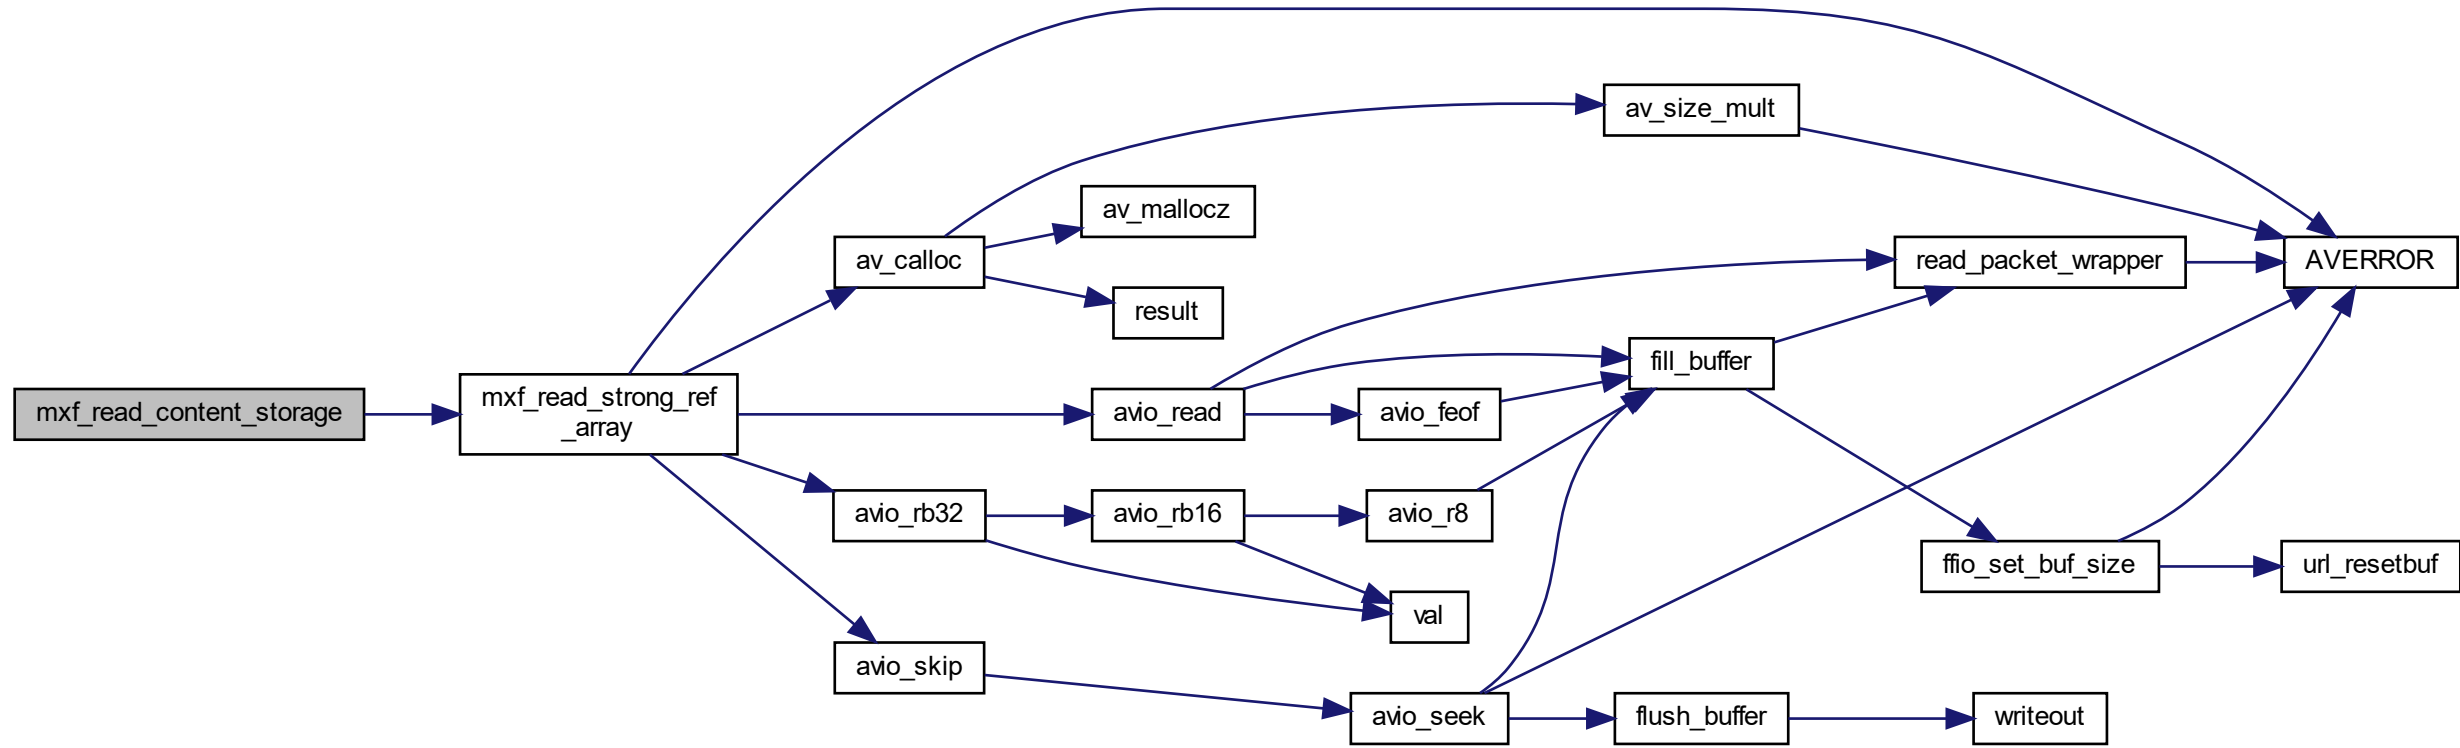 av_size_mult
av_mallocz
av_calloc
read_packet_wrapper
AVERROR
result
fill_buffer
mxf_read_content_storage
mxf_read_strong_ref
_array
avio_read
avio_feof
avio_rb32
avio_rb16
avio_r8
ffio_set_buf_size
url_resetbuf
val
avio_skip
avio_seek
flush_buffer
writeout